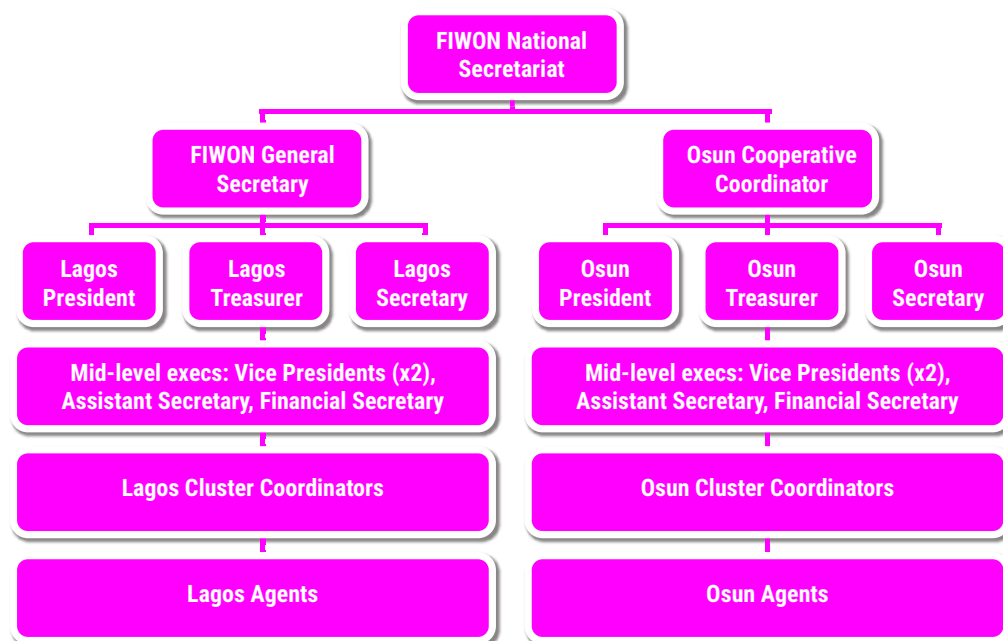 FIWON National
Secretariat
FIWON General
Secretary
Osun Cooperative
Coordinator
Lagos
President
Lagos
Treasurer
Lagos
Secretary
Osun
President
Osun
Treasurer
Osun
Secretary
Mid-level execs: Vice Presidents (x2),
Assistant Secretary, Financial Secretary
Mid-level execs: Vice Presidents (x2),
Assistant Secretary, Financial Secretary
Lagos Cluster Coordinators
Osun Cluster Coordinators
Lagos Agents
Osun Agents